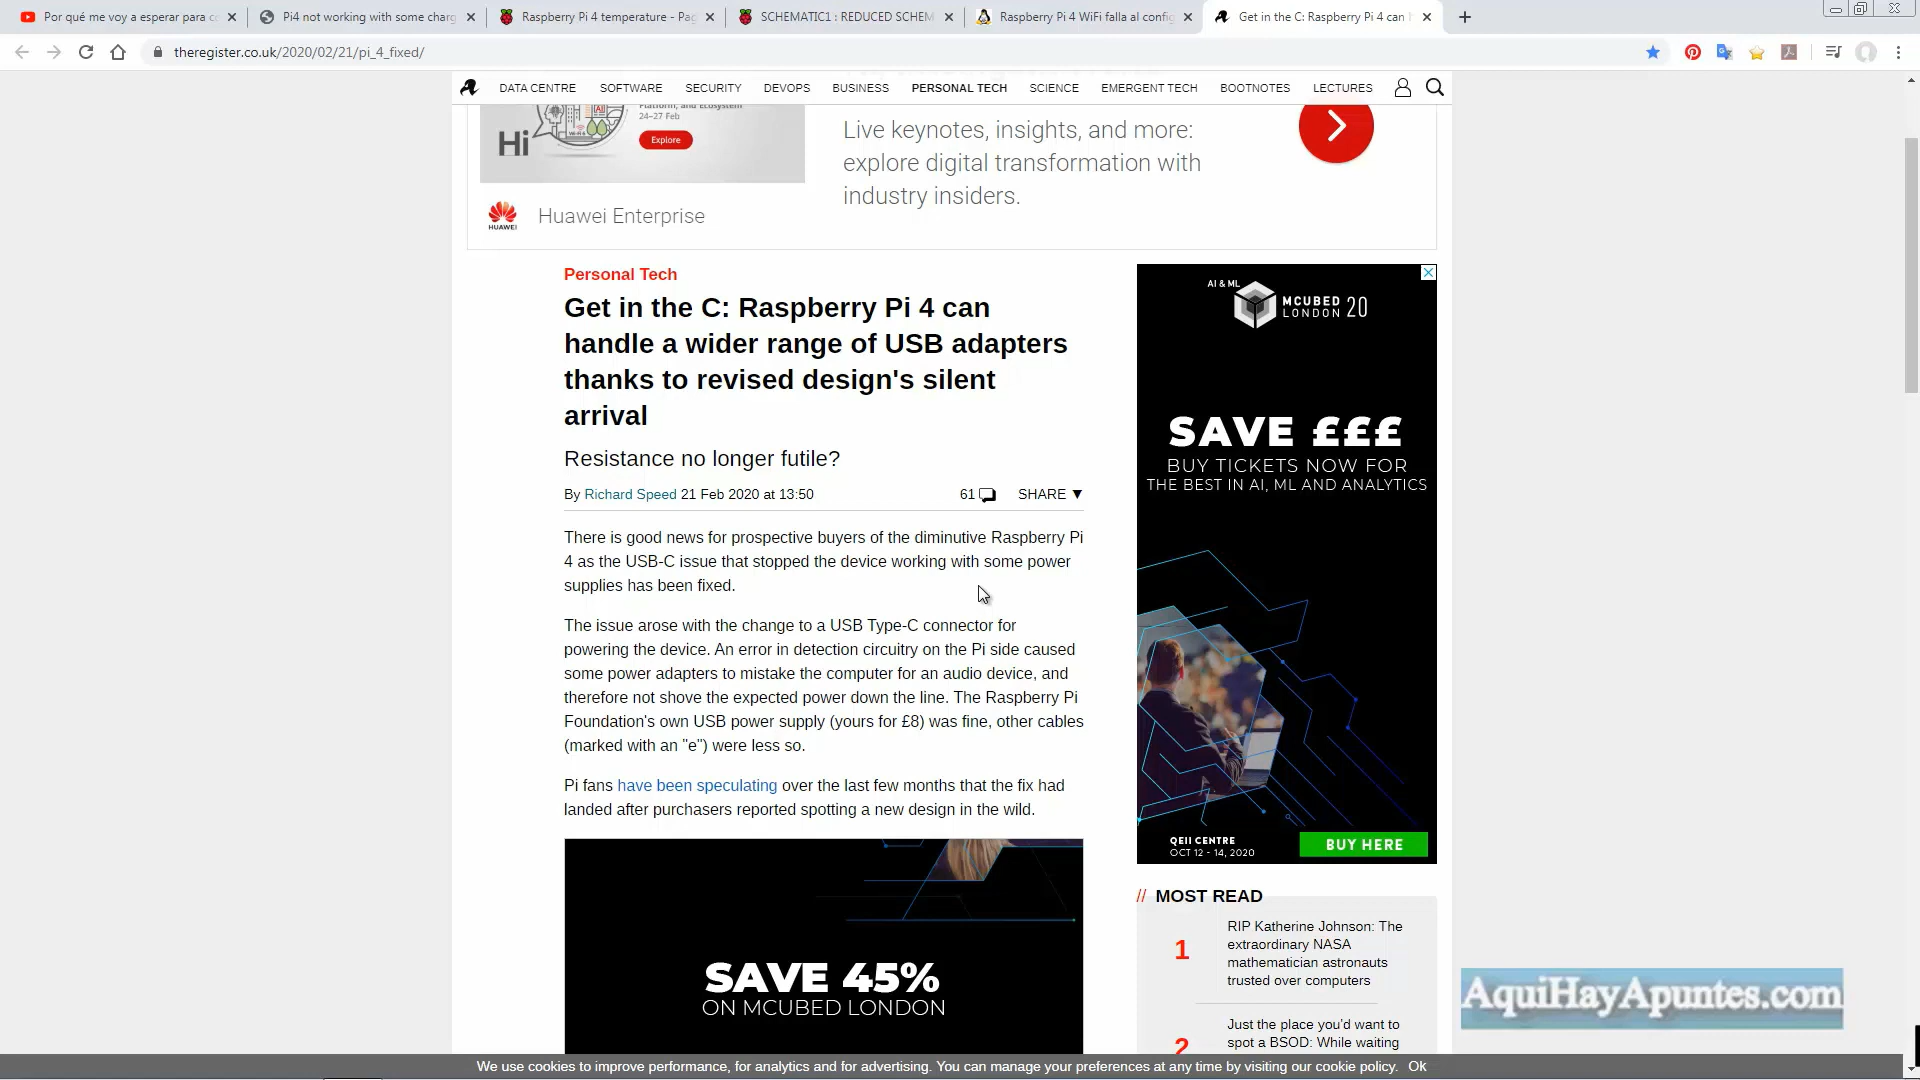 Por qué me voy a esperar para co
Pi4 not working with some charg
Raspberry Pi 4 temperature - Pag
SCHEMATIC1 : REDUCED SCHEM
Raspberry Pi 4 WiFi falla al config
Get in the C: Raspberry Pi 4 can h
theregister.co.uk/2020/02/21/pi_4_fixed/
DATA CENTRE SOFTWARE SECURITY DEVOPS BUSINESS PERSONAL TECH SCIENCE EMERGENT TECH BOOTNOTES LECTURES
Platform, and Ecosystem
24–27 Feb
Hi
AI
Explore
HUAWEI
Huawei Enterprise
Live keynotes, insights, and more:
explore digital transformation with
industry insiders.
Personal Tech
Get in the C: Raspberry Pi 4 can
handle a wider range of USB adapters
thanks to revised design's silent
arrival
Resistance no longer futile?
By Richard Speed 21 Feb 2020 at 13:50
61
SHARE ▼
There is good news for prospective buyers of the diminutive Raspberry Pi
4 as the USB-C issue that stopped the device working with some power
supplies has been fixed.
The issue arose with the change to a USB Type-C connector for
powering the device. An error in detection circuitry on the Pi side caused
some power adapters to mistake the computer for an audio device, and
therefore not shove the expected power down the line. The Raspberry Pi
Foundation's own USB power supply (yours for £8) was fine, other cables
(marked with an "e") were less so.
Pi fans have been speculating over the last few months that the fix had
landed after purchasers reported spotting a new design in the wild.
SAVE 45%
ON MCUBED LONDON
AI & ML
MCUBED
LONDON 20
SAVE £££
BUY TICKETS NOW FOR
THE BEST IN AI, ML AND ANALYTICS
QEII CENTRE
OCT 12 - 14, 2020
BUY HERE
// MOST READ
1
RIP Katherine Johnson: The
extraordinary NASA
mathematician astronauts
trusted over computers
2
Just the place you'd want to
spot a BSOD: While waiting
AquiHayApuntes.com
We use cookies to improve performance, for analytics and for advertising. You can manage your preferences at any time by visiting our cookie policy. Ok